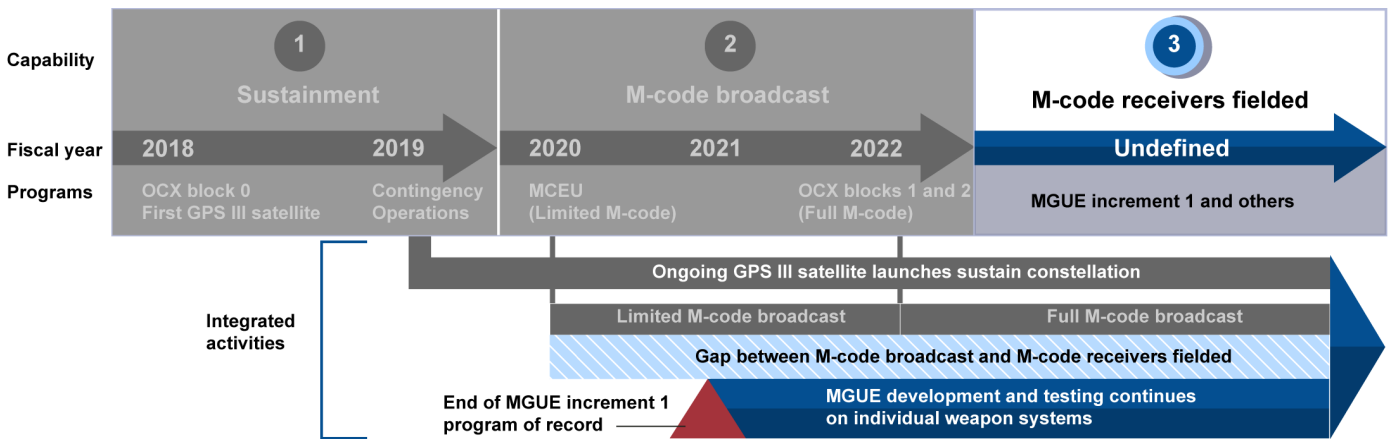 Capability
1
2
3
Sustainment
M-code broadcast
M-code receivers fielded
Fiscal year
2018
2019
2020
2021
2022
Undefined
Programs
OCX block 0
First GPS III satellite
Contingency
Operations
MCEU
(Limited M-code)
OCX blocks 1 and 2
(Full M-code)
MGUE increment 1 and others
Integrated
activities
Ongoing GPS III satellite launches sustain constellation
Limited M-code broadcast
Full M-code broadcast
Gap between M-code broadcast and M-code receivers fielded
End of MGUE increment 1
program of record
MGUE development and testing continues
on individual weapon systems